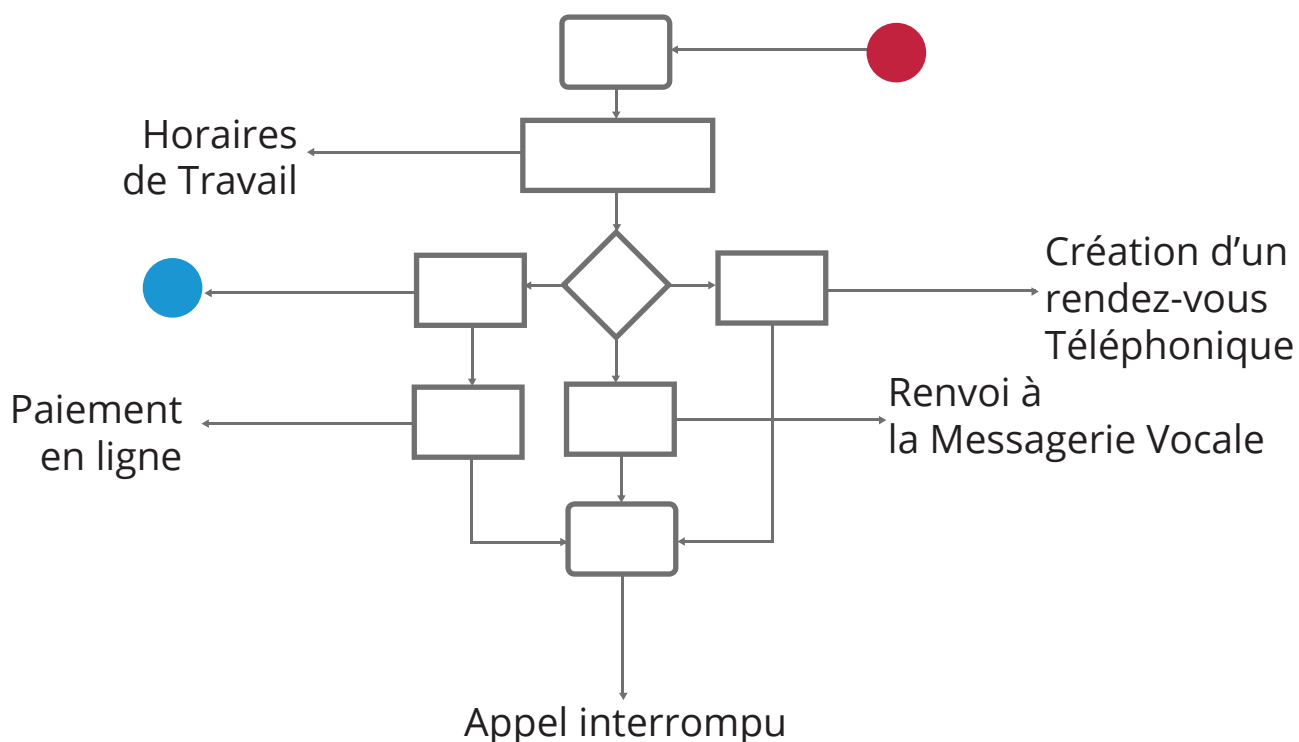 Horaires
de Travail
Création d’un
rendez-vous
Téléphonique
Paiement
en ligne
Renvoi à
la Messagerie Vocale
Appel interrompu